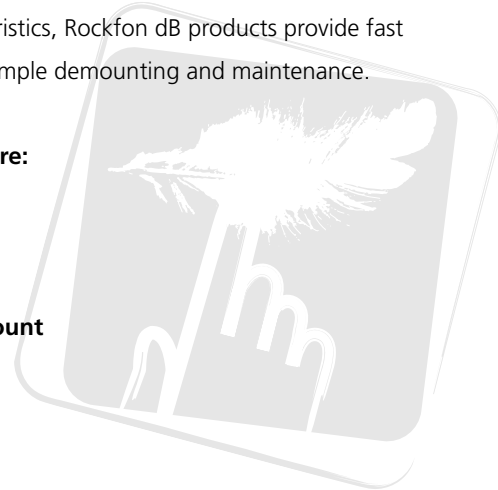 ristics, Rockfon dB products provide fast
mple demounting and maintenance.
re:
ount